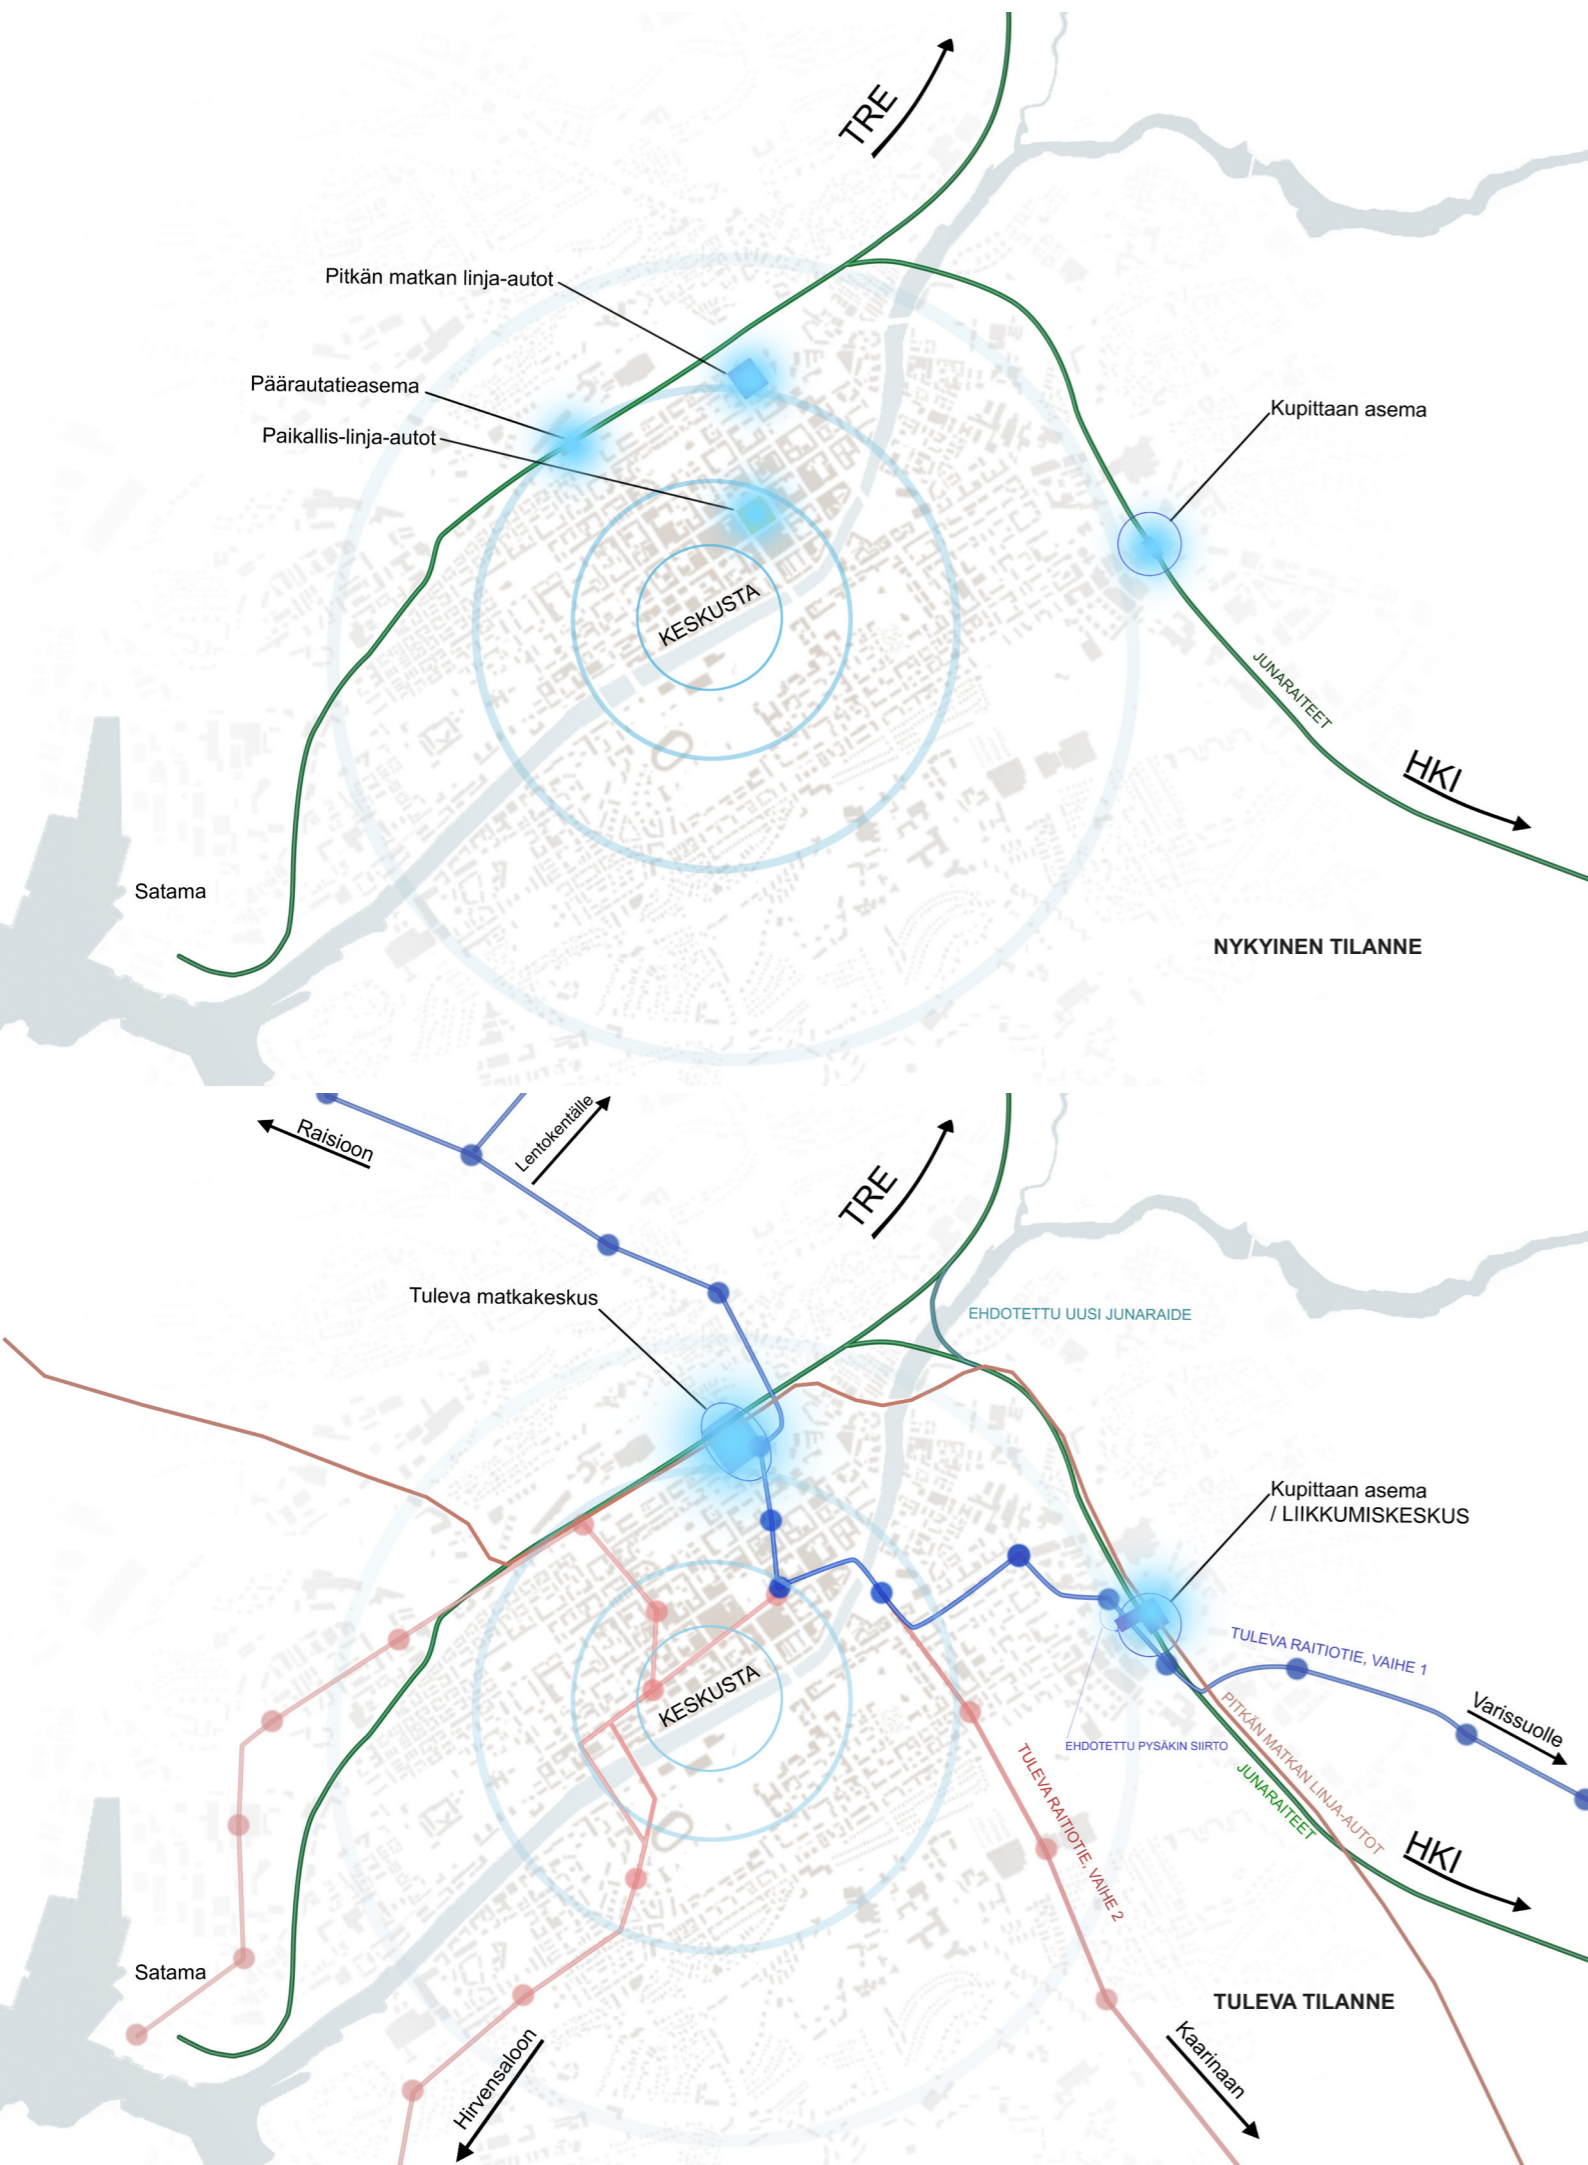 TRE
Pitkän matkan linja-autot
Päärautatieasema
Paikallis-linja-autot
Kupittaan asema
KESKUSTA
JUNARAITEET
HKI
Satama
NYKYINEN TILANNE
Raisioon
Lentokentälle
TRE
Tuleva matkakeskus
EHDOTETTU UUSI JUNARAIDE
Kupittaan asema
/ LIIKKUMISKESKUS
TULEVA RAITIOTIE, VAIHE 1
KESKUSTA
Varissuolle
PITKÄN MATKAN LINJA-AUTOT
EHDOTETTU PYSÄKIN SIIRTO
TULEVA RAITIOTIE, VAIHE 2
JUNARAITEET
HKI
Satama
TULEVA TILANNE
Hirvensaloon
Kaarinaan